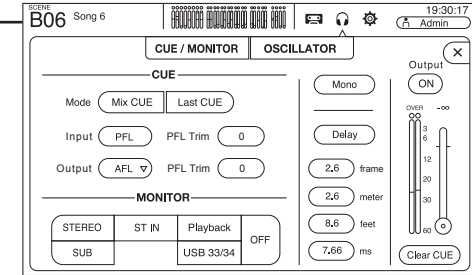 SCENE
B06 Song 6
19:30:17
Admin
CUE / MONITOR OSCILLATOR
×
CUE
Mode Mix CUE Last CUE
Input PFL PFL Trim 0
Output AFL ▽ PFL Trim 0
MONITOR
STEREO ST IN Playback OFF
SUB USB 33/34
Mono
Delay
2.6 frame
2.6 meter
8.6 feet
7.66 ms
Output
ON
OVER -∞
3
6
12
20
30
60
Clear CUE